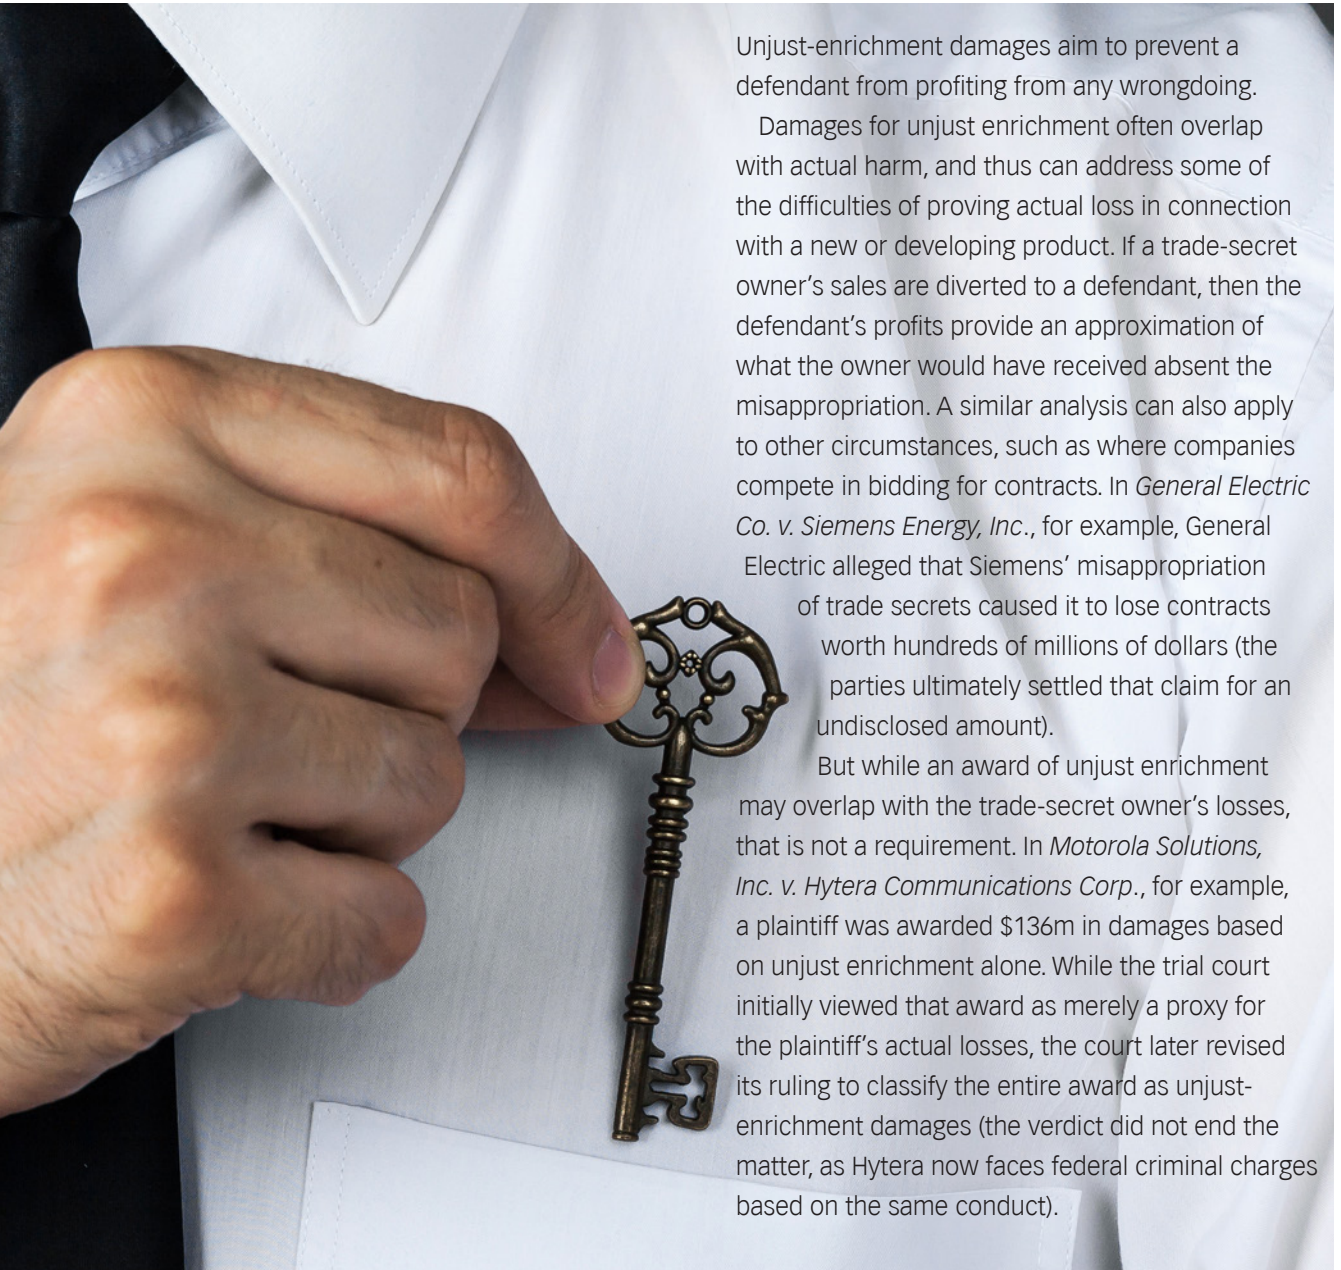 Unjust-enrichment damages aim to prevent a
defendant from profiting from any wrongdoing.
Damages for unjust enrichment often overlap
with actual harm, and thus can address some of
the difficulties of proving actual loss in connection
with a new or developing product. If a trade-secret
owner’s sales are diverted to a defendant, then the
defendant’s profits provide an approximation of
what the owner would have received absent the
misappropriation. A similar analysis can also apply
to other circumstances, such as where companies
compete in bidding for contracts. In General Electric
Co. v. Siemens Energy, Inc., for example, General
Electric alleged that Siemens’ misappropriation
of trade secrets caused it to lose contracts
worth hundreds of millions of dollars (the
parties ultimately settled that claim for an
undisclosed amount).
But while an award of unjust enrichment
may overlap with the trade-secret owner’s losses,
that is not a requirement. In Motorola Solutions,
Inc. v. Hytera Communications Corp., for example,
a plaintiff was awarded $136m in damages based
on unjust enrichment alone. While the trial court
initially viewed that award as merely a proxy for
the plaintiff’s actual losses, the court later revised
its ruling to classify the entire award as unjust-
enrichment damages (the verdict did not end the
matter, as Hytera now faces federal criminal charges
based on the same conduct).